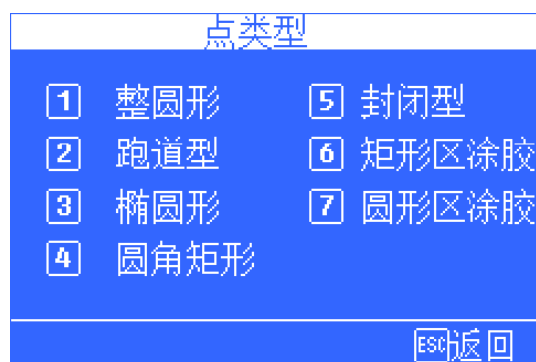 点类型
1 整圆形 5 封闭型
2 跑道型 6 矩形区涂胶
3 椭圆形 7 圆形区涂胶
4 圆角矩形
ESC返回